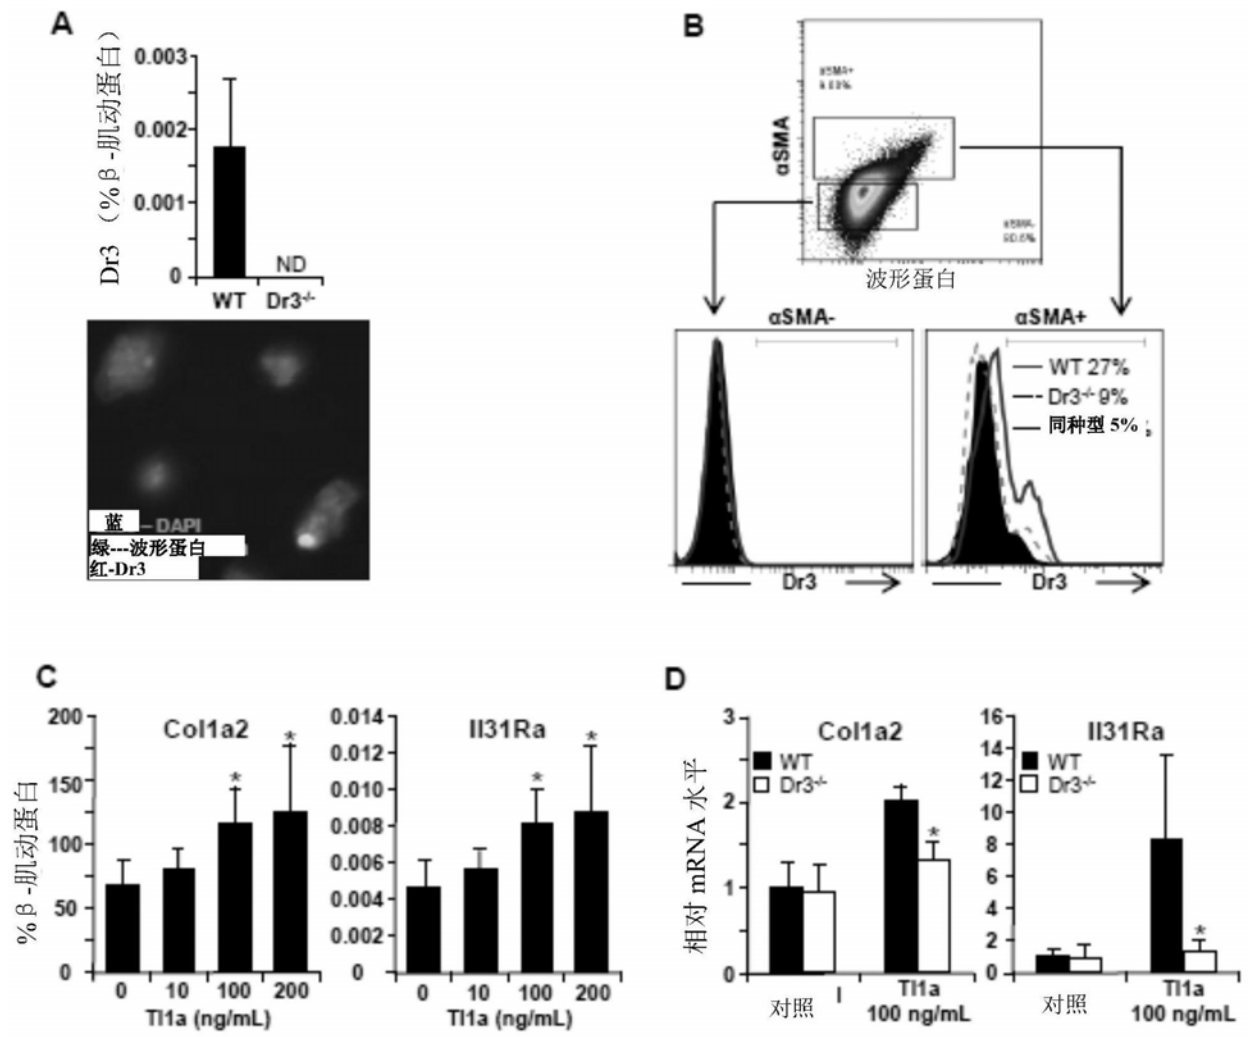 A
Dr3 (%β-肌动蛋白)
0.003
0.002
0.001
0
ND
WT Dr3-/-
蓝 – DAPI
绿---波形蛋白
红-Dr3
B
αSMA
αSMA+
αSMA-
波形蛋白
αSMA-
Dr3
αSMA+
WT 27%
Dr3-/- 9%
同种型 5%
Dr3
C
%β-肌动蛋白
Col1a2
200
150
100
50
0
* *
0 10 100 200
Tl1a (ng/mL)
Il31Ra
0.014
0.012
0.010
0.008
0.006
0.004
0.002
0
* *
0 10 100 200
Tl1a (ng/mL)
D
相对 mRNA 水平
Col1a2
3
2
1
0
WT
Dr3-/-
*
对照
Tl1a
100 ng/mL
Il31Ra
16
14
12
10
8
6
4
2
0
WT
Dr3-/-
*
对照
Tl1a
100 ng/mL